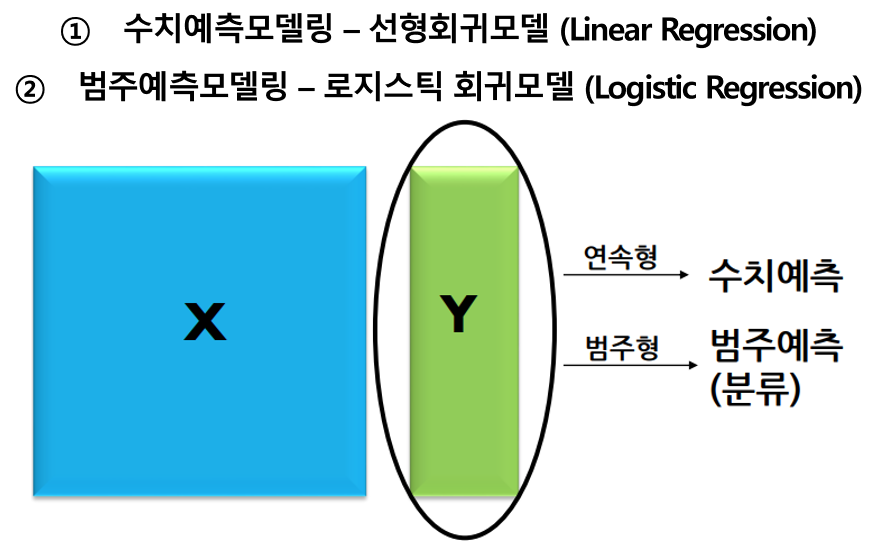 ① 수치예측모델링 – 선형회귀모델 (Linear Regression)
② 범주예측모델링 – 로지스틱 회귀모델 (Logistic Regression)
X
Y
연속형
수치예측
범주형
범주예측
(분류)